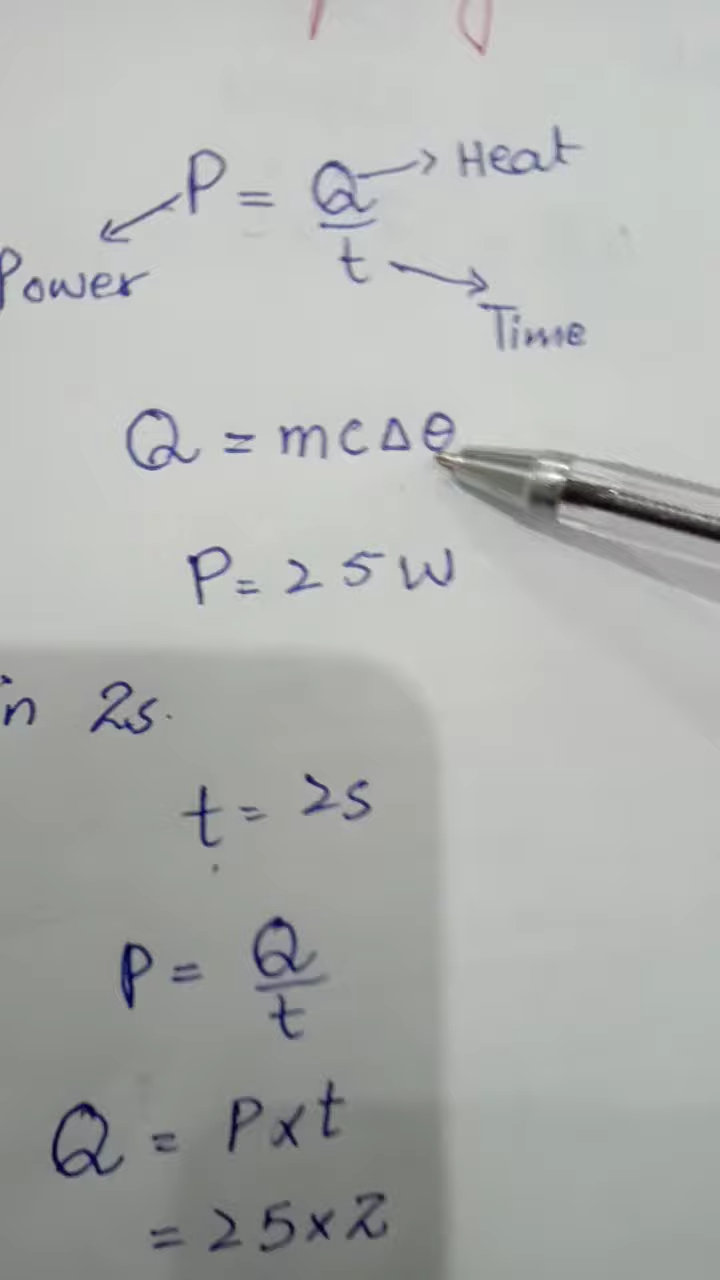 P = Q/t → Heat
Power
Time
Q = mcΔθ
P = 25W
in 2s.
t = 2s
P = Q/t
Q = P×t
= 25×2